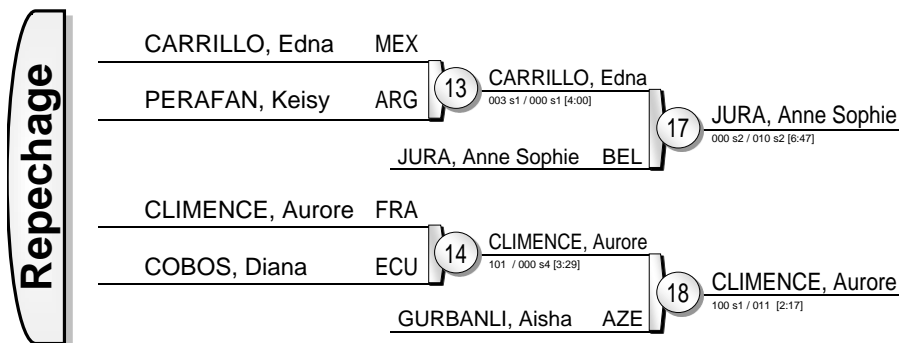 Repechage
CARRILLO, Edna MEX
PERAFAN, Keisy ARG
13
CARRILLO, Edna
003 s1 / 000 s1 [4:00]
JURA, Anne Sophie BEL
17
JURA, Anne Sophie
000 s2 / 010 s2 [6:47]
CLIMENCE, Aurore FRA
COBOS, Diana ECU
14
CLIMENCE, Aurore
101 / 000 s4 [3:29]
GURBANLI, Aisha AZE
18
CLIMENCE, Aurore
100 s1 / 011 [2:17]